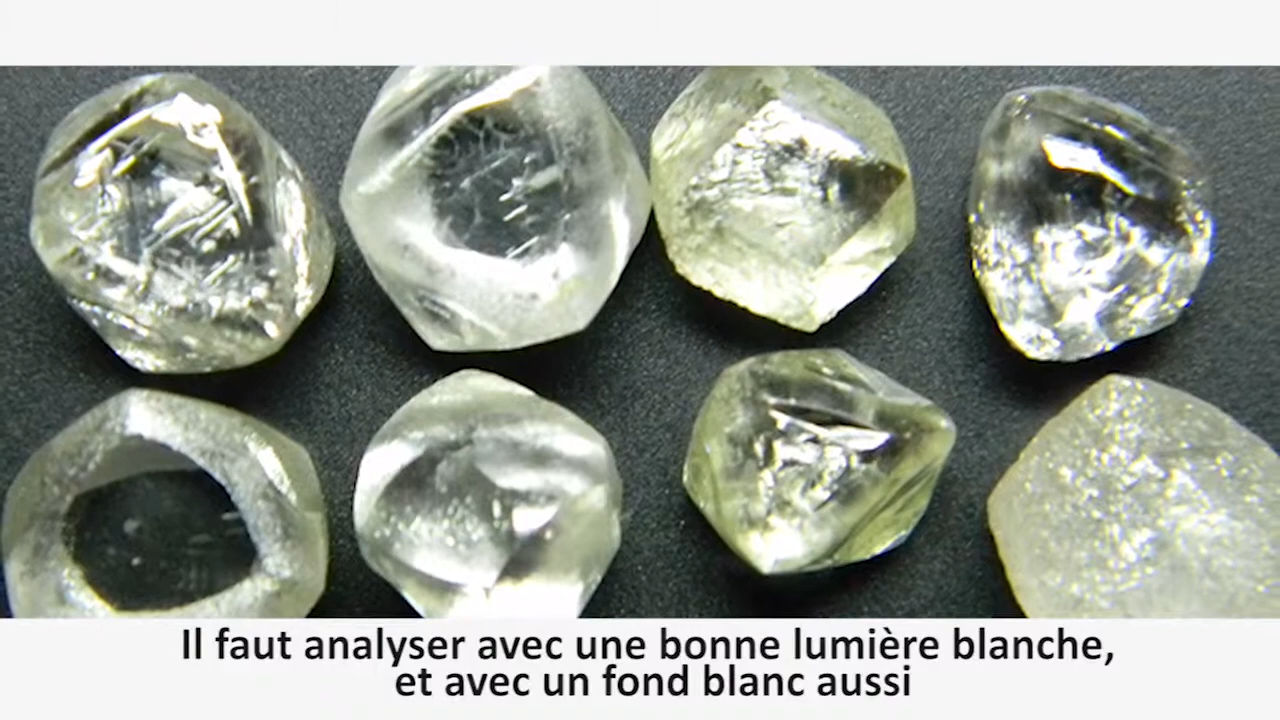 Il faut analyser avec une bonne lumière blanche,
et avec un fond blanc aussi